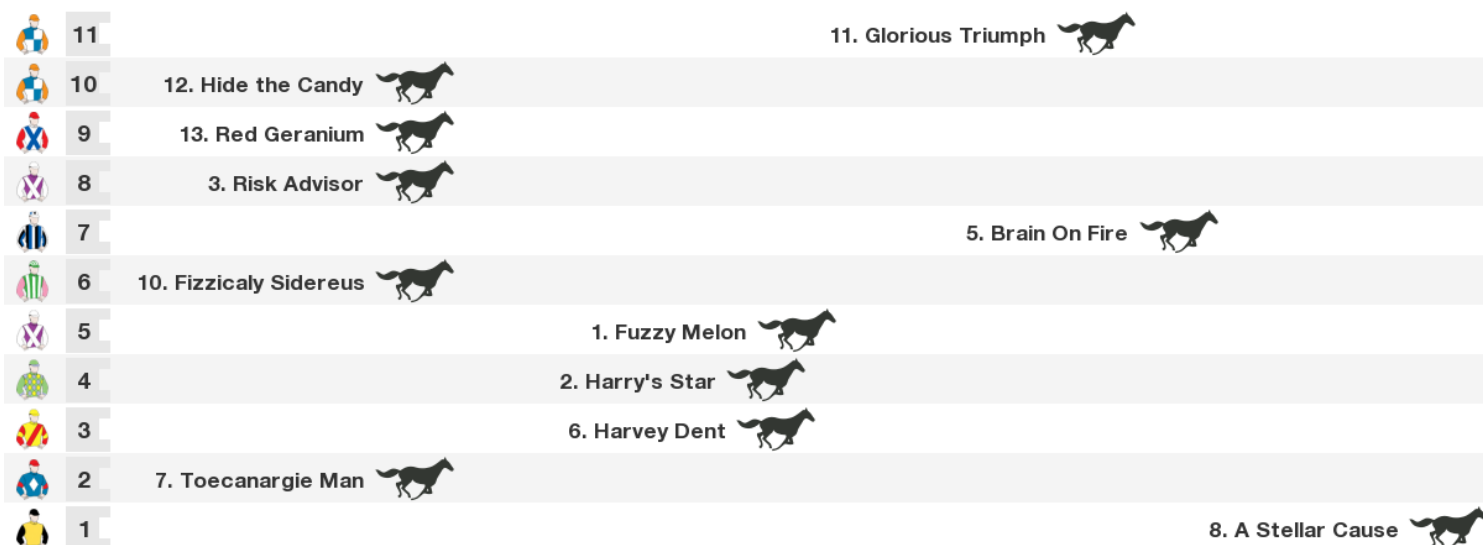 11 11. Glorious Triumph
10 12. Hide the Candy
9 13. Red Geranium
8 3. Risk Advisor
7 5. Brain On Fire
6 10. Fizzicaly Sidereus
5 1. Fuzzy Melon
4 2. Harry's Star
3 6. Harvey Dent
2 7. Toecanargie Man
1 8. A Stellar Cause